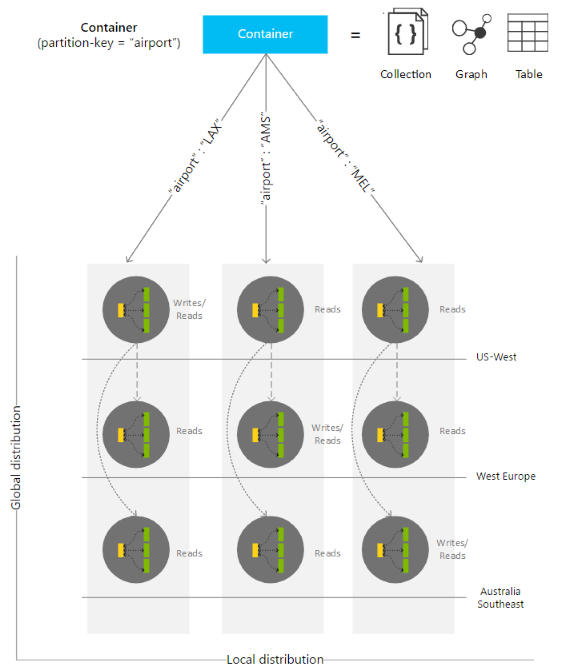 Container
(partition-key = “airport”)
Container
=
{ }
Collection
Graph
Table
“airport” : “LAX”
“airport” : “AMS”
“airport” : “MEL”
Writes/
Reads
Reads
Reads
US-West
Reads
Writes/
Reads
Reads
West Europe
Reads
Reads
Writes/
Reads
Australia
Southeast
Global distribution
Local distribution